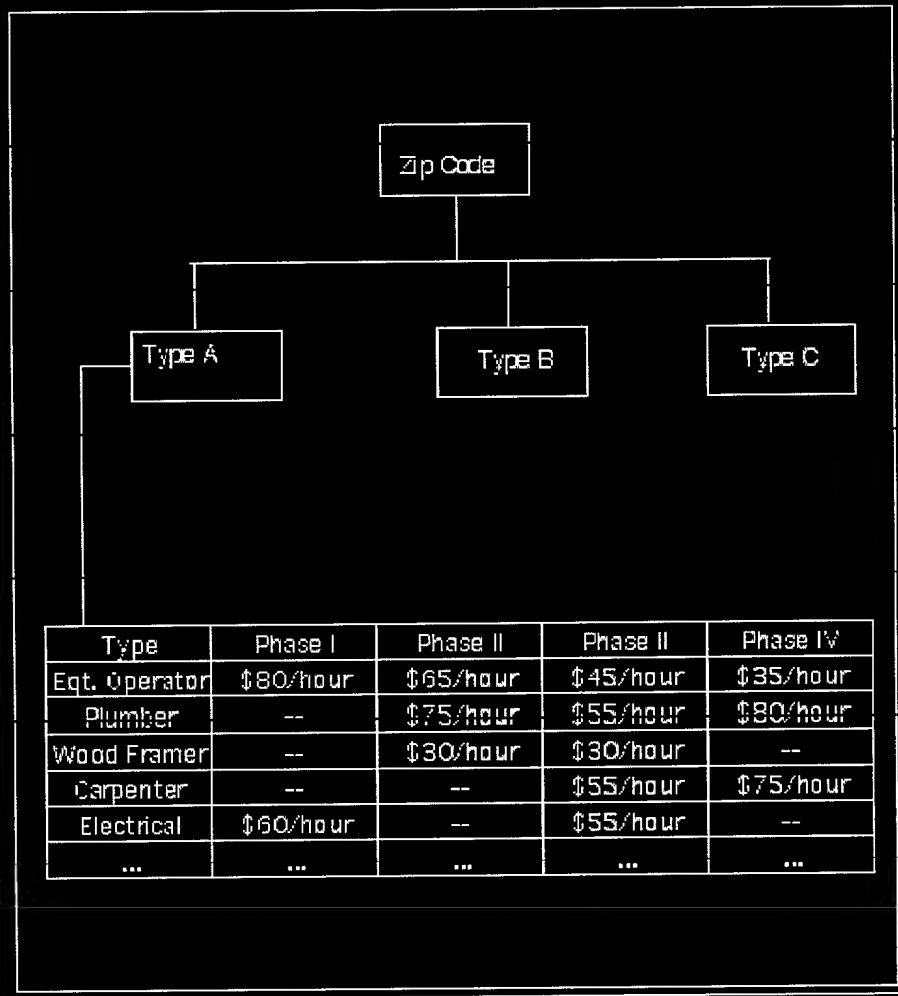 Zip Code
Type A
Type B
Type C
Type Phase I Phase II Phase II Phase IV
Eqt. Operator $80/hour $65/hour $45/hour $35/hour
Plumber -- $75/hour $55/hour $80/hour
Wood Framer -- $30/hour $30/hour --
Carpenter -- -- $55/hour $75/hour
Electrical $60/hour -- $55/hour --
... ... ... ... ...